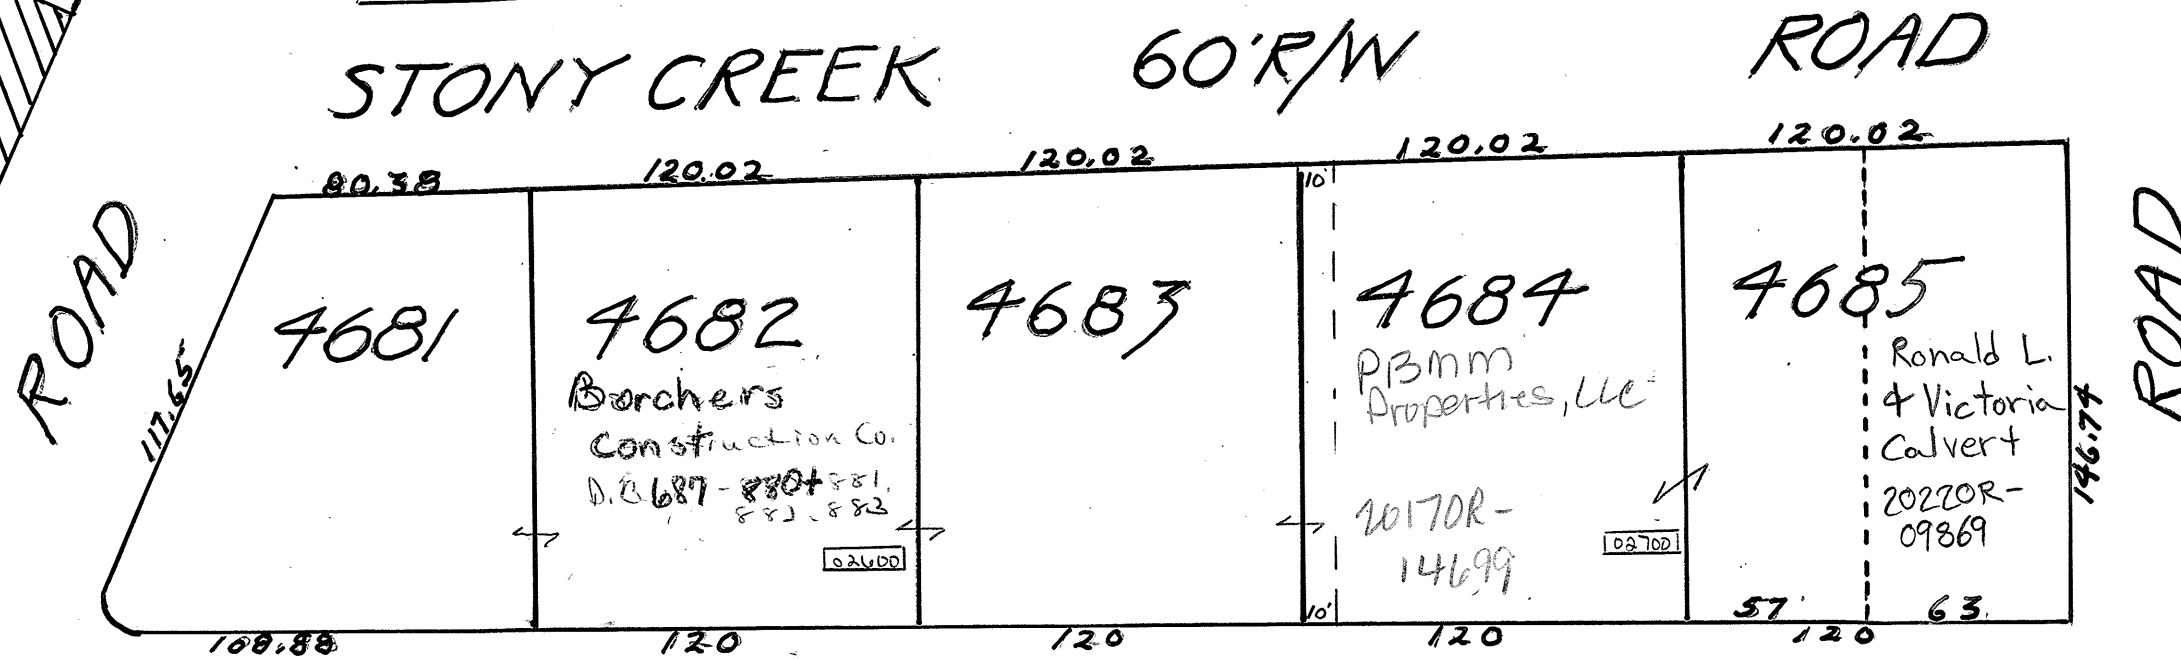 STONY CREEK 60' R/W ROAD
80.38 120.02 120.02 120.02 120.02
10'
ROAD
117.65
4681 4682 4683 4684 4685
Borchers
Construction Co.
D.B. 687 - 880+881,
882, 883
02600
PBMM
Properties, LLC
20170R-
14699
02700
Ronald L.
& Victoria
Calvert
20220R-
09869
146.74
ROAD
10'
57' 63
108.88 120 120 120 120